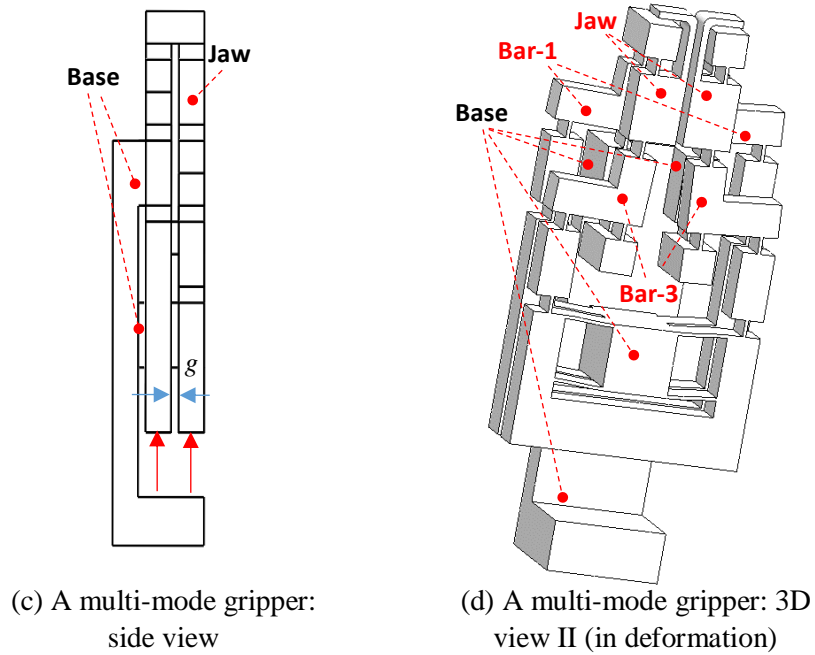 Base
Jaw
g
(c) A multi-mode gripper:
side view
Jaw
Bar-1
Base
Bar-3
(d) A multi-mode gripper: 3D
view II (in deformation)